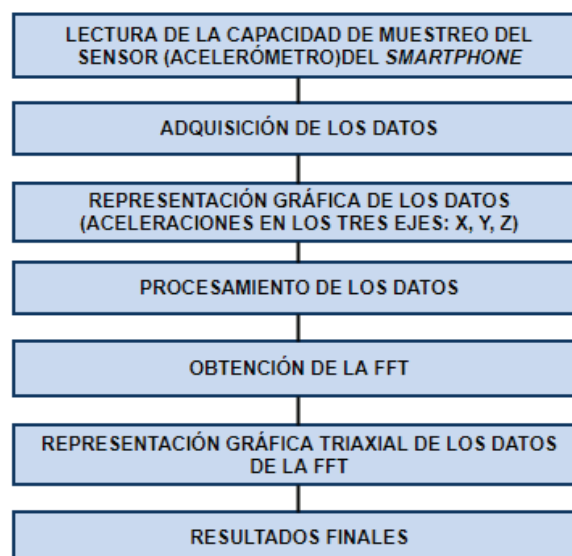 LECTURA DE LA CAPACIDAD DE MUESTREO DEL
SENSOR (ACELERÓMETRO)DEL SMARTPHONE
ADQUISICIÓN DE LOS DATOS
REPRESENTACIÓN GRÁFICA DE LOS DATOS
(ACELERACIONES EN LOS TRES EJES: X, Y, Z)
PROCESAMIENTO DE LOS DATOS
OBTENCIÓN DE LA FFT
REPRESENTACIÓN GRÁFICA TRIAXIAL DE LOS DATOS
DE LA FFT
RESULTADOS FINALES